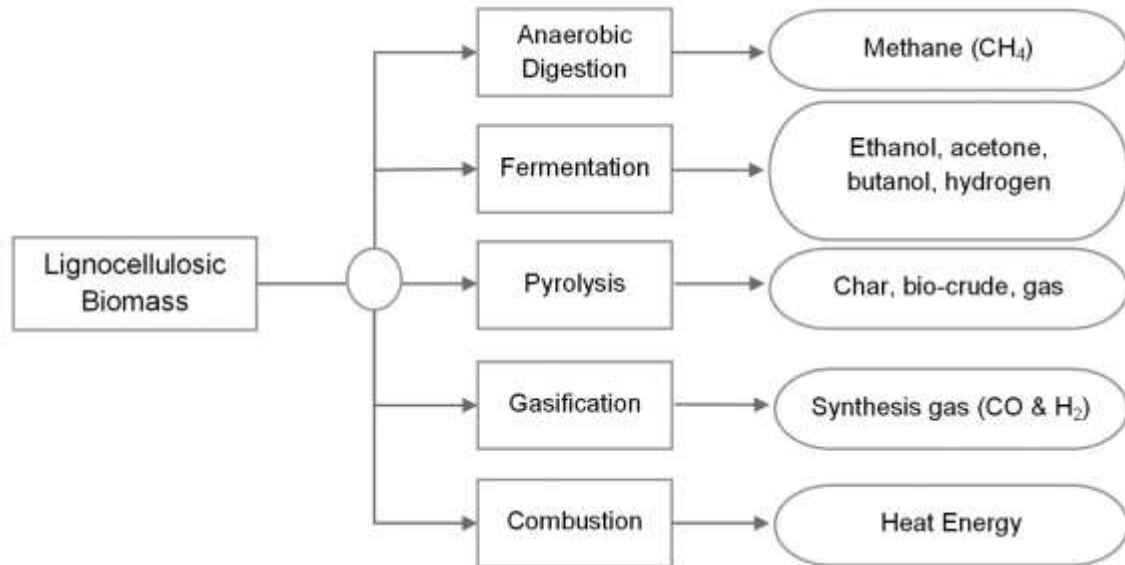 Anaerobic
Digestion
Methane (CH₄)
Fermentation
Ethanol, acetone,
butanol, hydrogen
Lignocellulosic
Biomass
Pyrolysis
Char, bio-crude, gas
Gasification
Synthesis gas (CO & H₂)
Combustion
Heat Energy